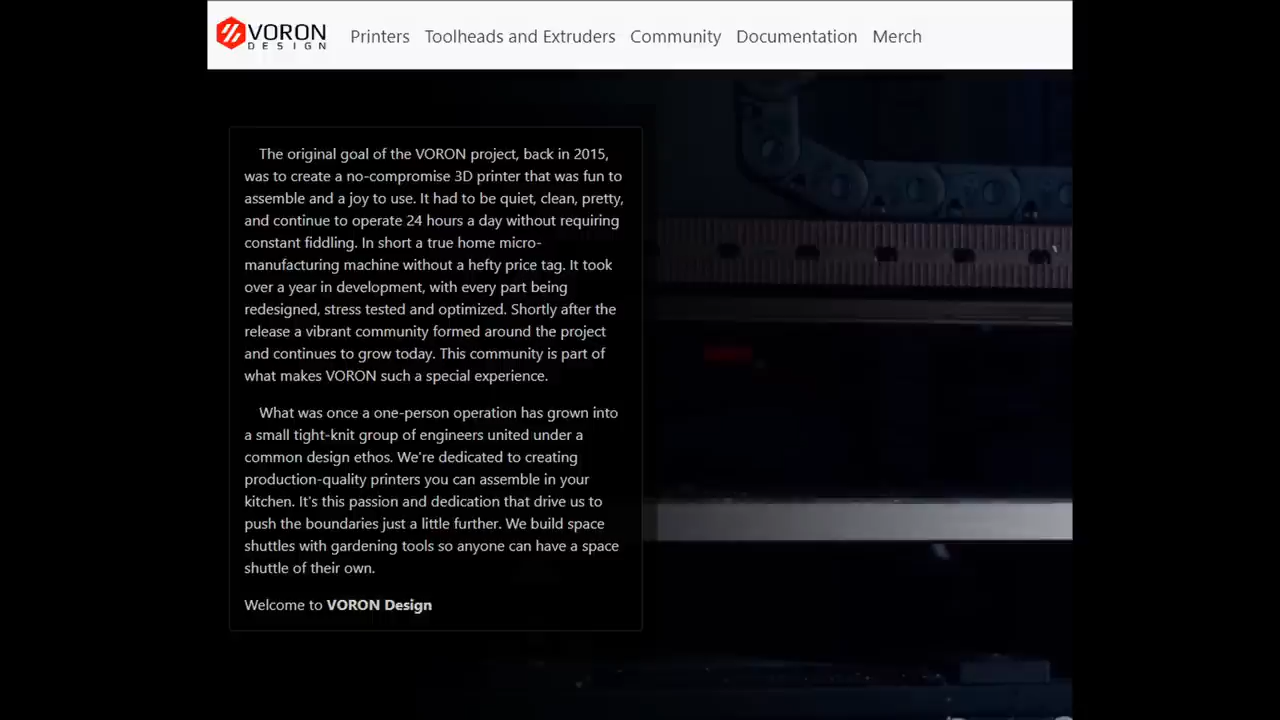 VORON
DESIGN
Printers Toolheads and Extruders Community Documentation Merch
The original goal of the VORON project, back in 2015,
was to create a no-compromise 3D printer that was fun to
assemble and a joy to use. It had to be quiet, clean, pretty,
and continue to operate 24 hours a day without requiring
constant fiddling. In short a true home micro-
manufacturing machine without a hefty price tag. It took
over a year in development, with every part being
redesigned, stress tested and optimized. Shortly after the
release a vibrant community formed around the project
and continues to grow today. This community is part of
what makes VORON such a special experience.
What was once a one-person operation has grown into
a small tight-knit group of engineers united under a
common design ethos. We're dedicated to creating
production-quality printers you can assemble in your
kitchen. It's this passion and dedication that drive us to
push the boundaries just a little further. We build space
shuttles with gardening tools so anyone can have a space
shuttle of their own.
Welcome to VORON Design